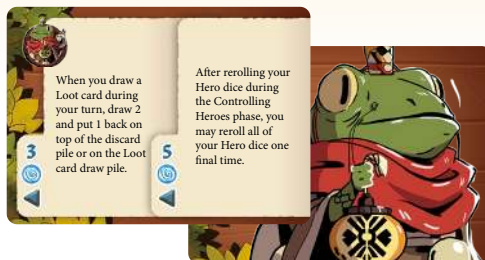 When you draw a
Loot card during
your turn, draw 2
and put 1 back on
top of the discard
pile or on the Loot
card draw pile.
3
After rerolling your
Hero dice during
the Controlling
Heroes phase, you
may reroll all of
your Hero dice one
final time.
5